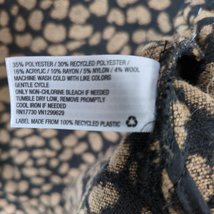 35% POLYESTER / 30% RECYCLED POLYESTER /
16% ACRYLIC / 10% RAYON / 5% NYLON / 4% WOOL
MACHINE WASH COLD WITH LIKE COLORS
GENTLE CYCLE
ONLY NON-CHLORINE BLEACH IF NEEDED
TUMBLE DRY LOW, REMOVE PROMPTLY
COOL IRON IF NEEDED
RN17730 VN1299629
LABEL MADE FROM 100% RECYCLED PLASTIC